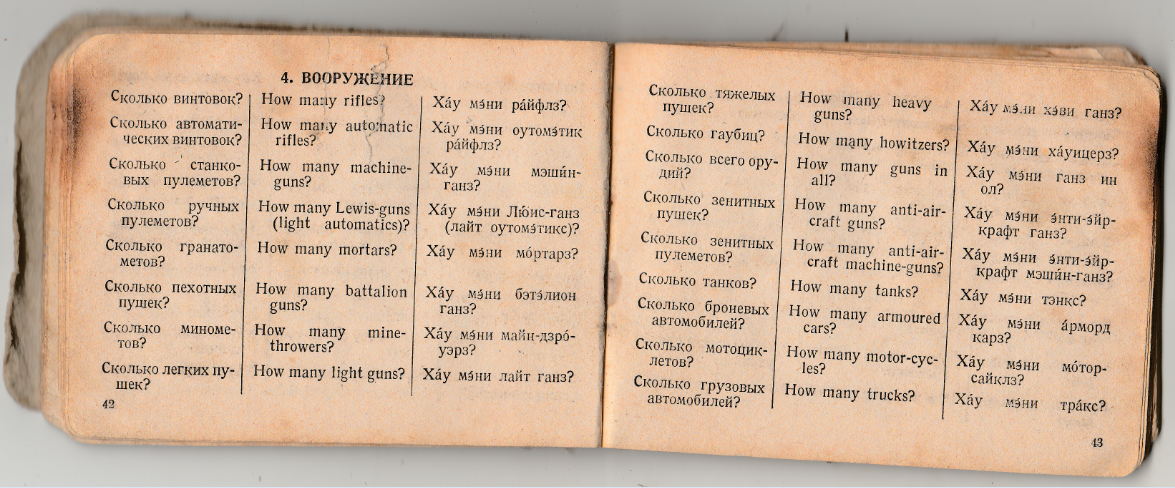 4. ВООРУЖЕНИЕ
Сколько винтовок? How many rifles? Ха́у мэ́ни ра́йфлз?
Сколько автомати- How many automatic Ха́у мэ́ни оутомэ́тик
ческих винтовок? rifles? ра́йфлз?
Сколько станко- How many machine- Ха́у мэ́ни мэши́н-
вых пулеметов? guns? ганз?
Сколько ручных How many Lewis-guns Ха́у мэ́ни Лю́ис-ганз
пулеметов? (light automatics)? (лайт оутомэ́тикс)?
Сколько гранато- How many mortars? Ха́у мэ́ни мо́ртарз?
метов?
Сколько пехотных How many battalion Ха́у мэ́ни бэтэ́лион
пушек? guns? ганз?
Сколько миноме- How many mine- Ха́у мэ́ни майн-дзро́-
тов? throwers? уэрз?
Сколько легких пу- How many light guns? Ха́у мэ́ни лайт ганз?
шек?
42
Сколько тяжелых How many heavy Ха́у мэ́ни хэ́ви ганз?
пушек? guns?
Сколько гаубиц? How many howitzers? Ха́у мэ́ни ха́уицерз?
Сколько всего ору- How many guns in Ха́у мэ́ни ганз ин
дий? all? ол?
Сколько зенитных How many anti-air- Ха́у мэ́ни э́нти-э́йр-
пушек? craft guns? крафт ганз?
Сколько зенитных How many anti-air- Ха́у мэ́ни э́нти-э́йр-
пулеметов? craft machine-guns? крафт мэши́н-ганз?
Сколько танков? How many tanks? Ха́у мэ́ни тэнкс?
Сколько броневых How many armoured Ха́у мэ́ни а́рморд
автомобилей? cars? карз?
Сколько мотоцик- How many motor-cyc- Ха́у мэ́ни мо́тор-
летов? les? сайклз?
Сколько грузовых How many trucks? Ха́у мэ́ни тра́кс?
автомобилей?
43